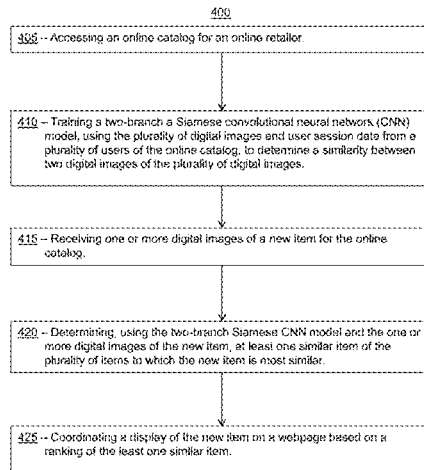 400
405 – Accessing an online catalog for an online retailer.
410 – Training a two-branch a Siamese convolutional neural network (CNN)
model, using the plurality of digital images and user session data from a
plurality of users of the online catalog, to determine a similarity between
two digital images of the plurality of digital images.
415 – Receiving one or more digital images of a new item for the online
catalog.
420 – Determining, using the two-branch Siamese CNN model and the one or
more digital images of the new item, at least one similar item of the
plurality of items to which the new item is most similar.
425 – Coordinating a display of the new item on a webpage based on a
ranking of the least one similar item.